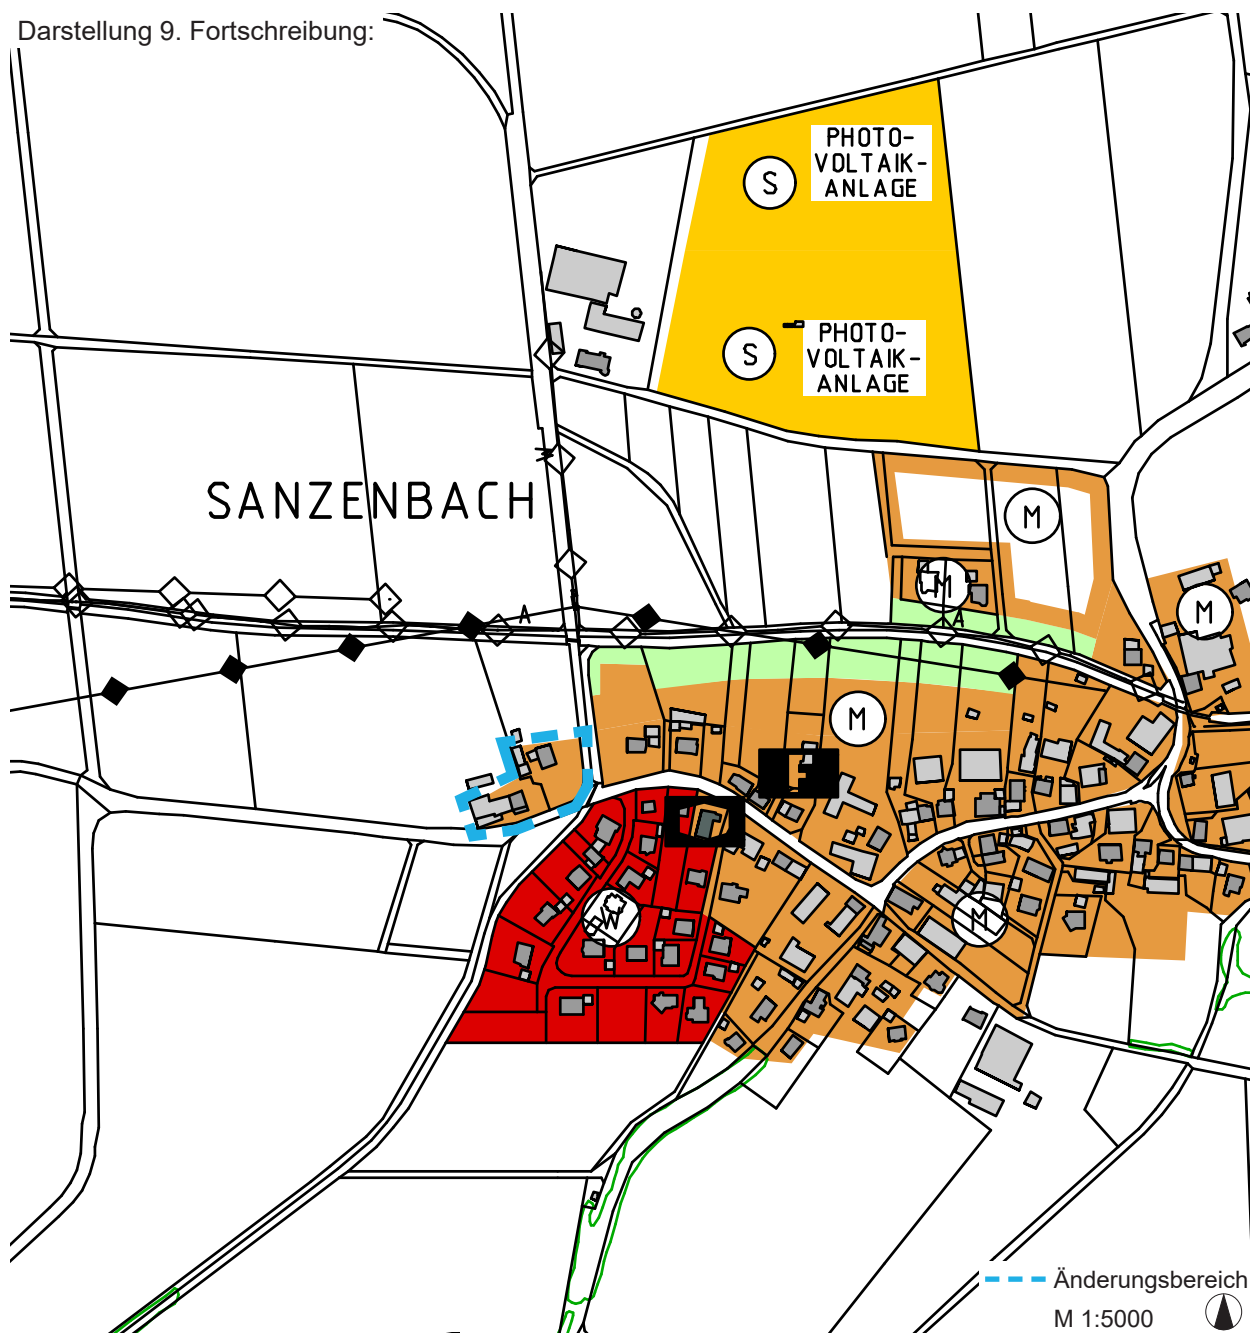 Darstellung 9. Fortschreibung:
PHOTO-
VOLTAIK-
ANLAGE
S
PHOTO-
VOLTAIK-
ANLAGE
S
W
SANZENBACH
M
M
M
A
A
M
F
W
M
Änderungsbereich
M 1:5000